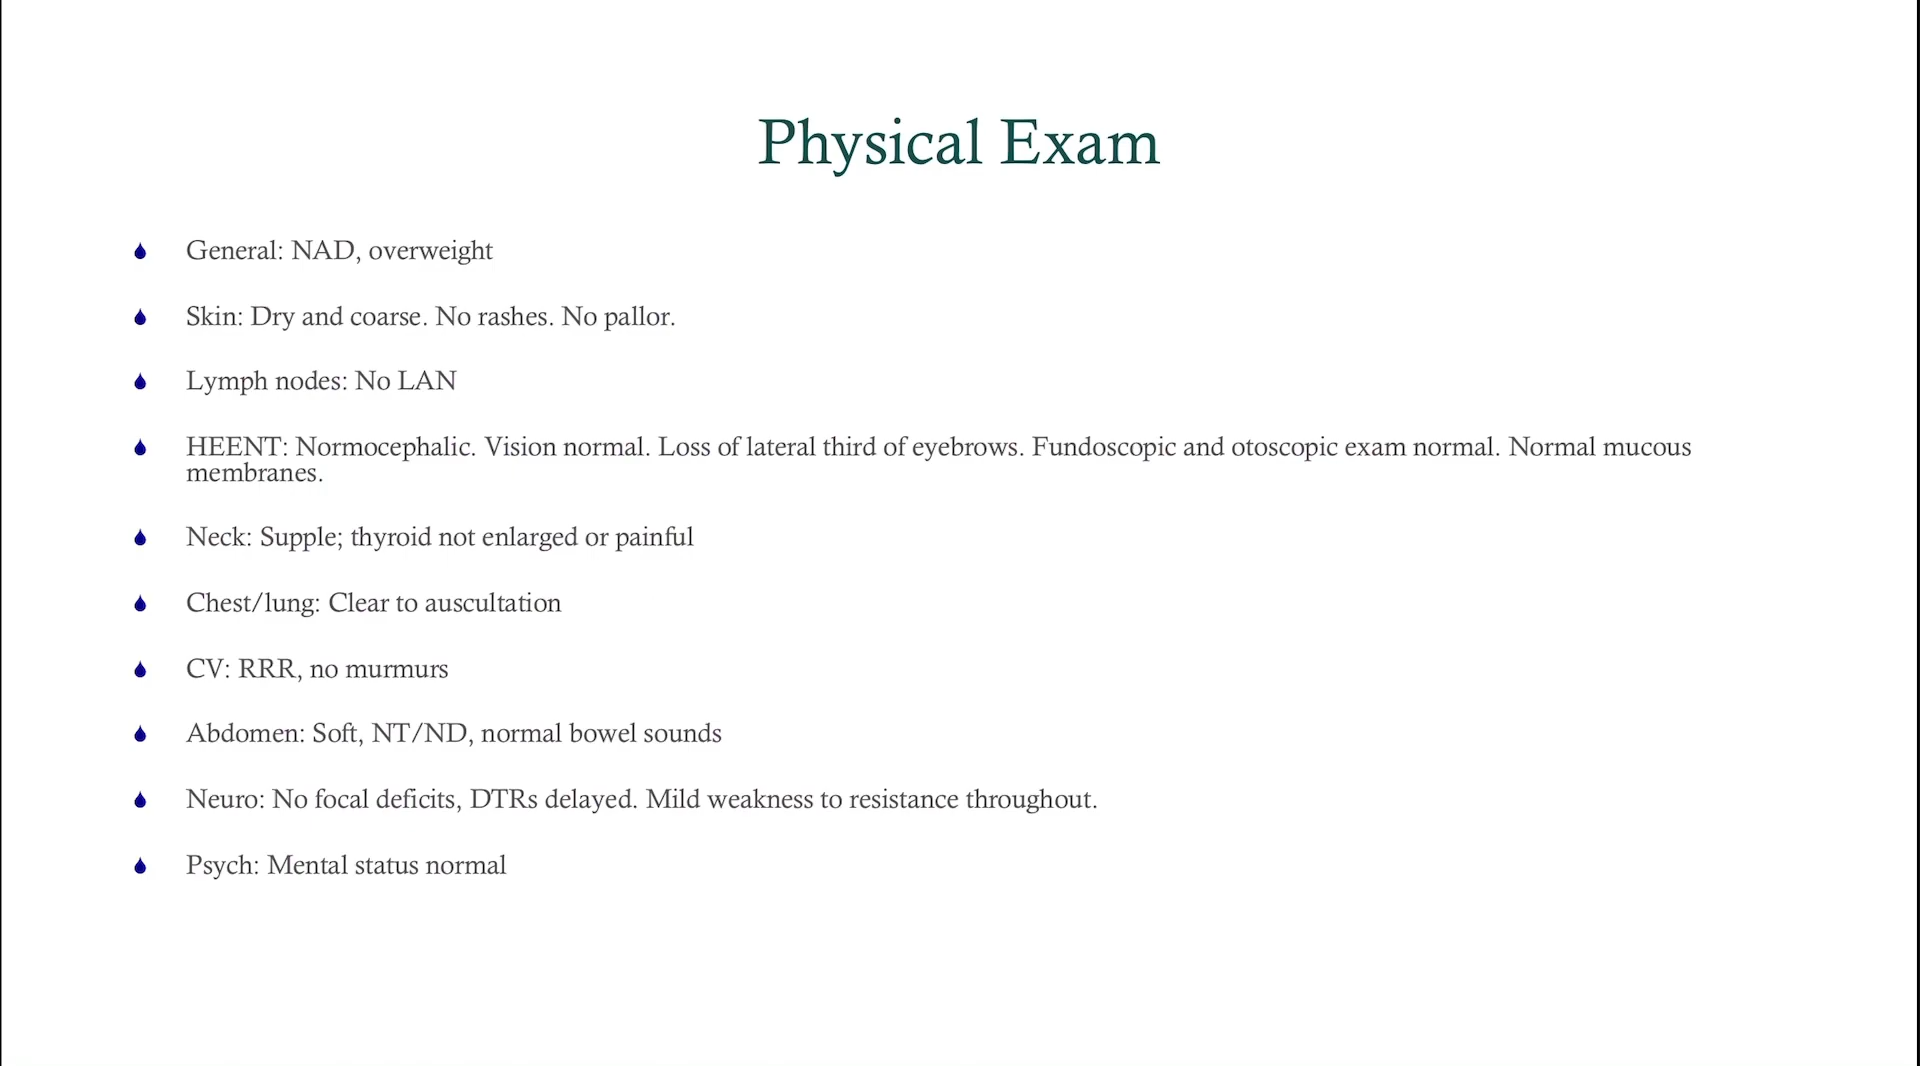 Physical Exam
General: NAD, overweight
Skin: Dry and coarse. No rashes. No pallor.
Lymph nodes: No LAN
HEENT: Normocephalic. Vision normal. Loss of lateral third of eyebrows. Fundoscopic and otoscopic exam normal. Normal mucous
membranes.
Neck: Supple; thyroid not enlarged or painful
Chest/lung: Clear to auscultation
CV: RRR, no murmurs
Abdomen: Soft, NT/ND, normal bowel sounds
Neuro: No focal deficits, DTRs delayed. Mild weakness to resistance throughout.
Psych: Mental status normal